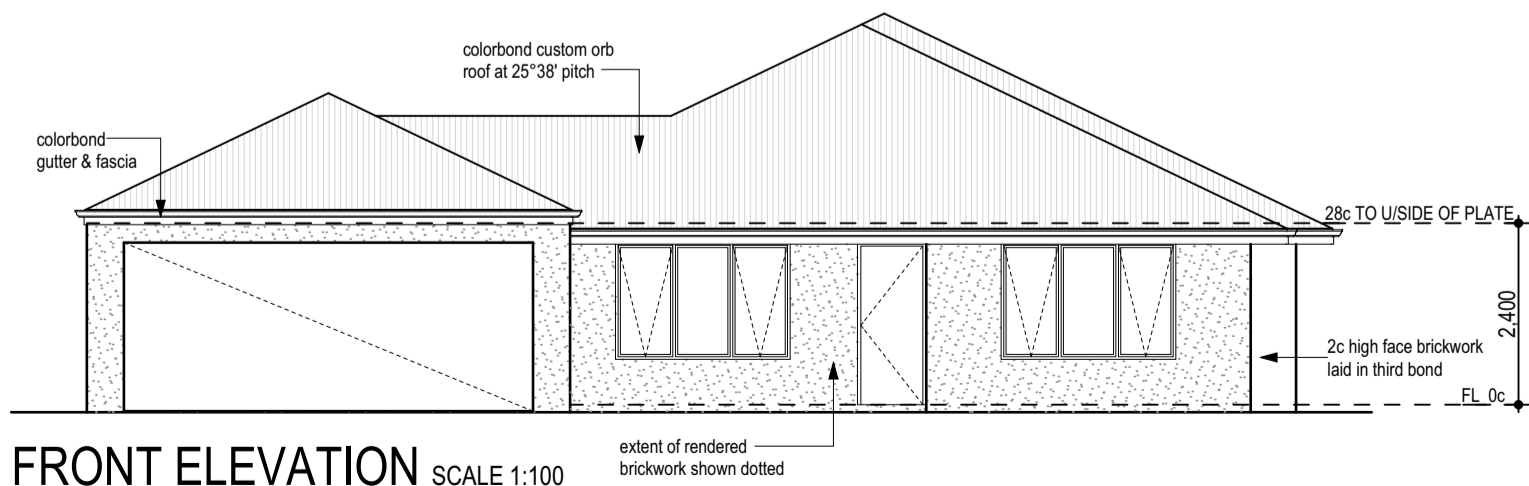 colorbond custom orb
roof at 25°38' pitch
colorbond
gutter & fascia
28c TO U/SIDE OF PLATE
2,400
2c high face brickwork
laid in third bond
FL 0c
extent of rendered
brickwork shown dotted
FRONT ELEVATION SCALE 1:100